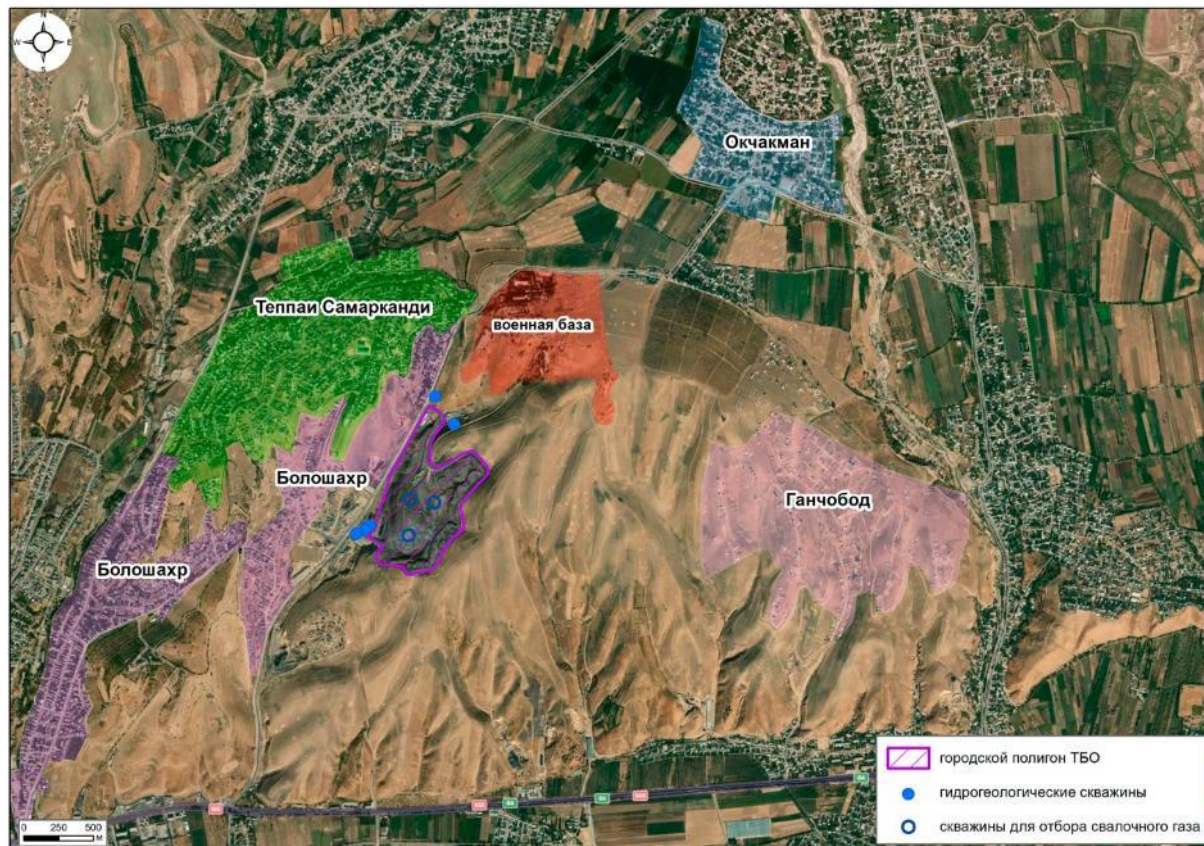 N
W E
S
Окчакман
Теппаи Самарканди
военная база
Болошахр
Ганчобод
Болошахр
городской полигон ТБО
гидрогеологические скважины
скважины для отбора свалочного газа
0 250 500
М